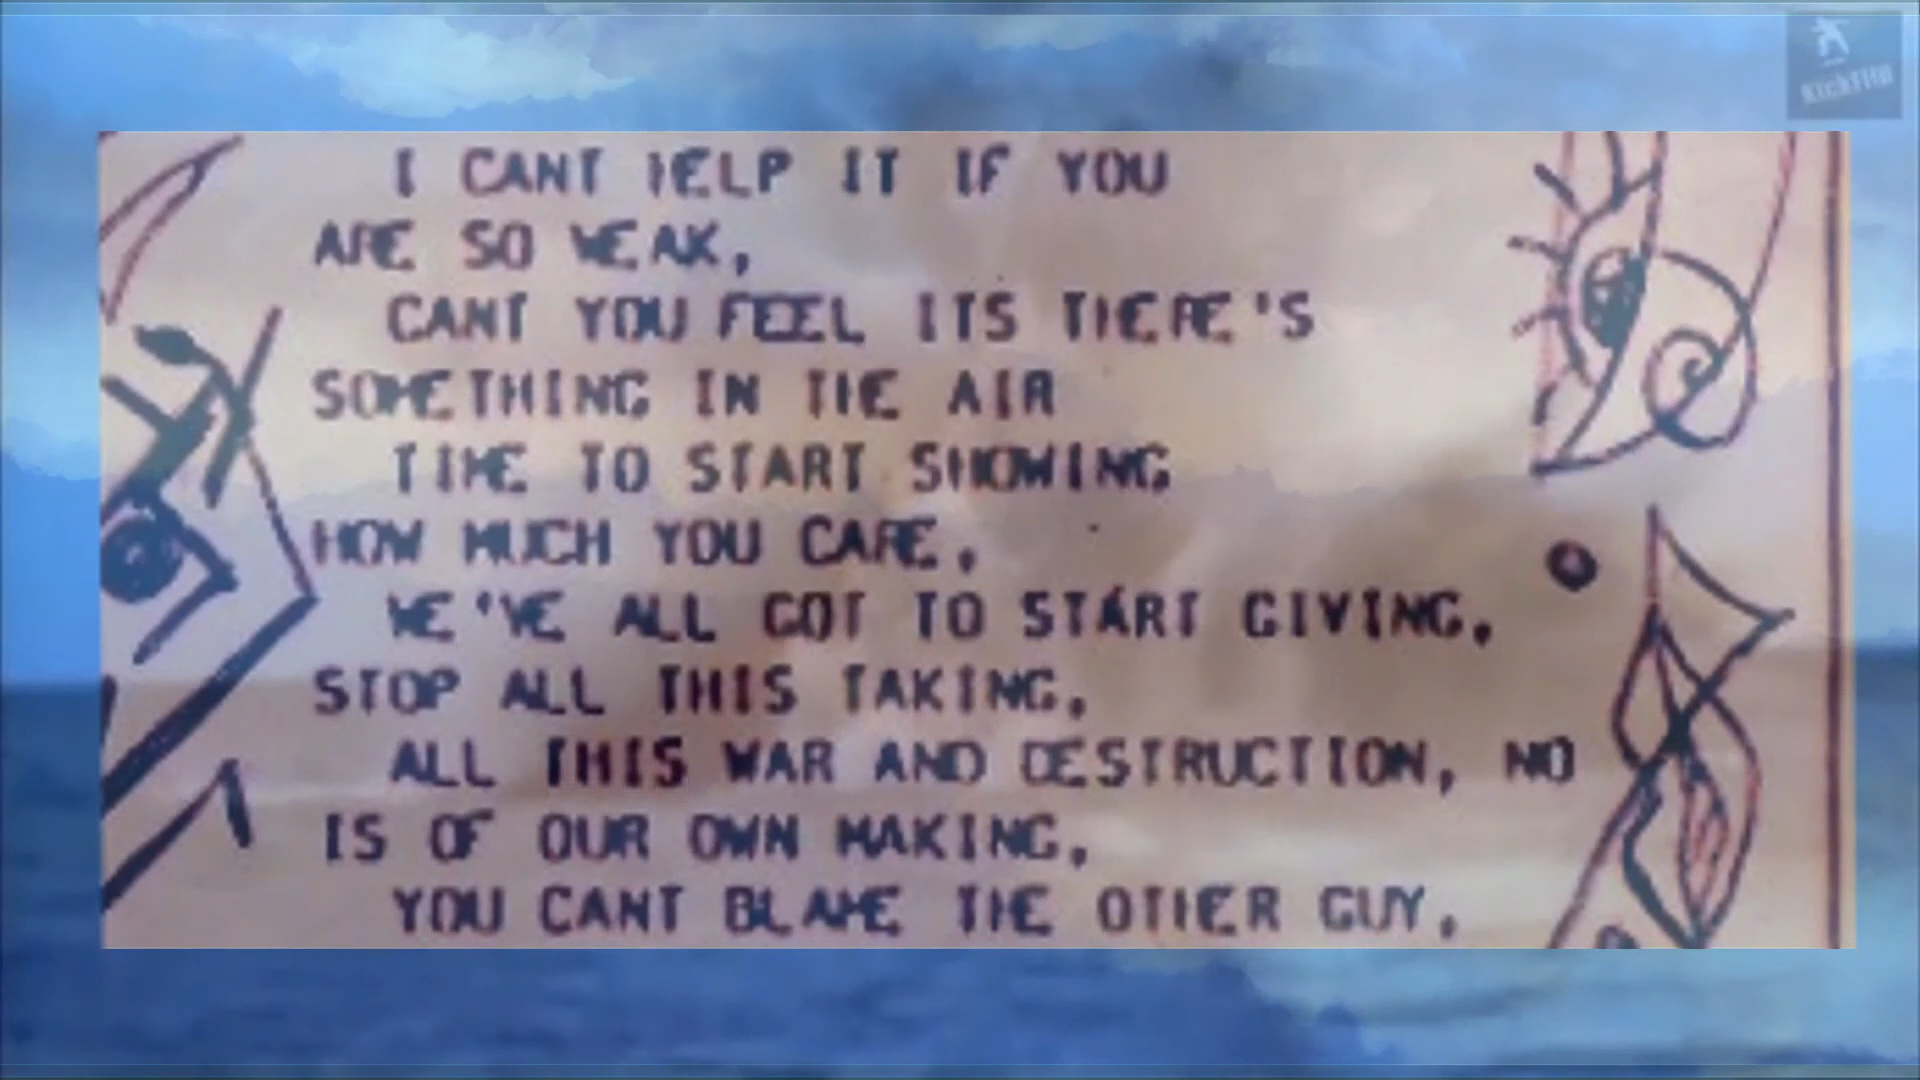 KickFlip
I CANT HELP IT IF YOU
ARE SO WEAK,
CANT YOU FEEL ITS THERE'S
SOMETHING IN THE AIR
TIME TO START SHOWING
HOW MUCH YOU CARE,
WE'VE ALL GOT TO START GIVING,
STOP ALL THIS TAKING,
ALL THIS WAR AND DESTRUCTION, NO
IS OF OUR OWN MAKING,
YOU CANT BLAME THE OTHER GUY,